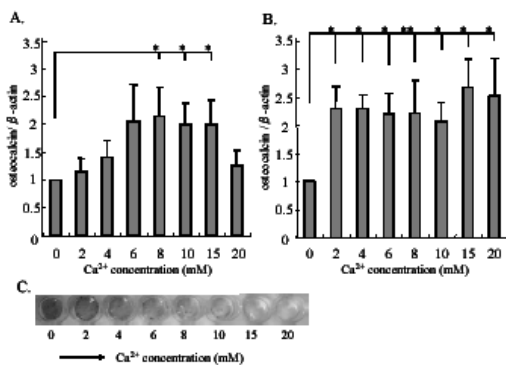 A.
* * *
3.5
3
2.5
2
1.5
1
0.5
0
osteocalcin/ β-actin
0 2 4 6 8 10 15 20
Ca²⁺ concentration (mM)
B.
* * * ** * * *
3.5
3
2.5
2
1.5
1
0.5
0
osteocalcin / β-actin
0 2 4 6 8 10 15 20
Ca²⁺ concentration (mM)
C.
0 2 4 6 8 10 15 20
Ca²⁺ concentration (mM)